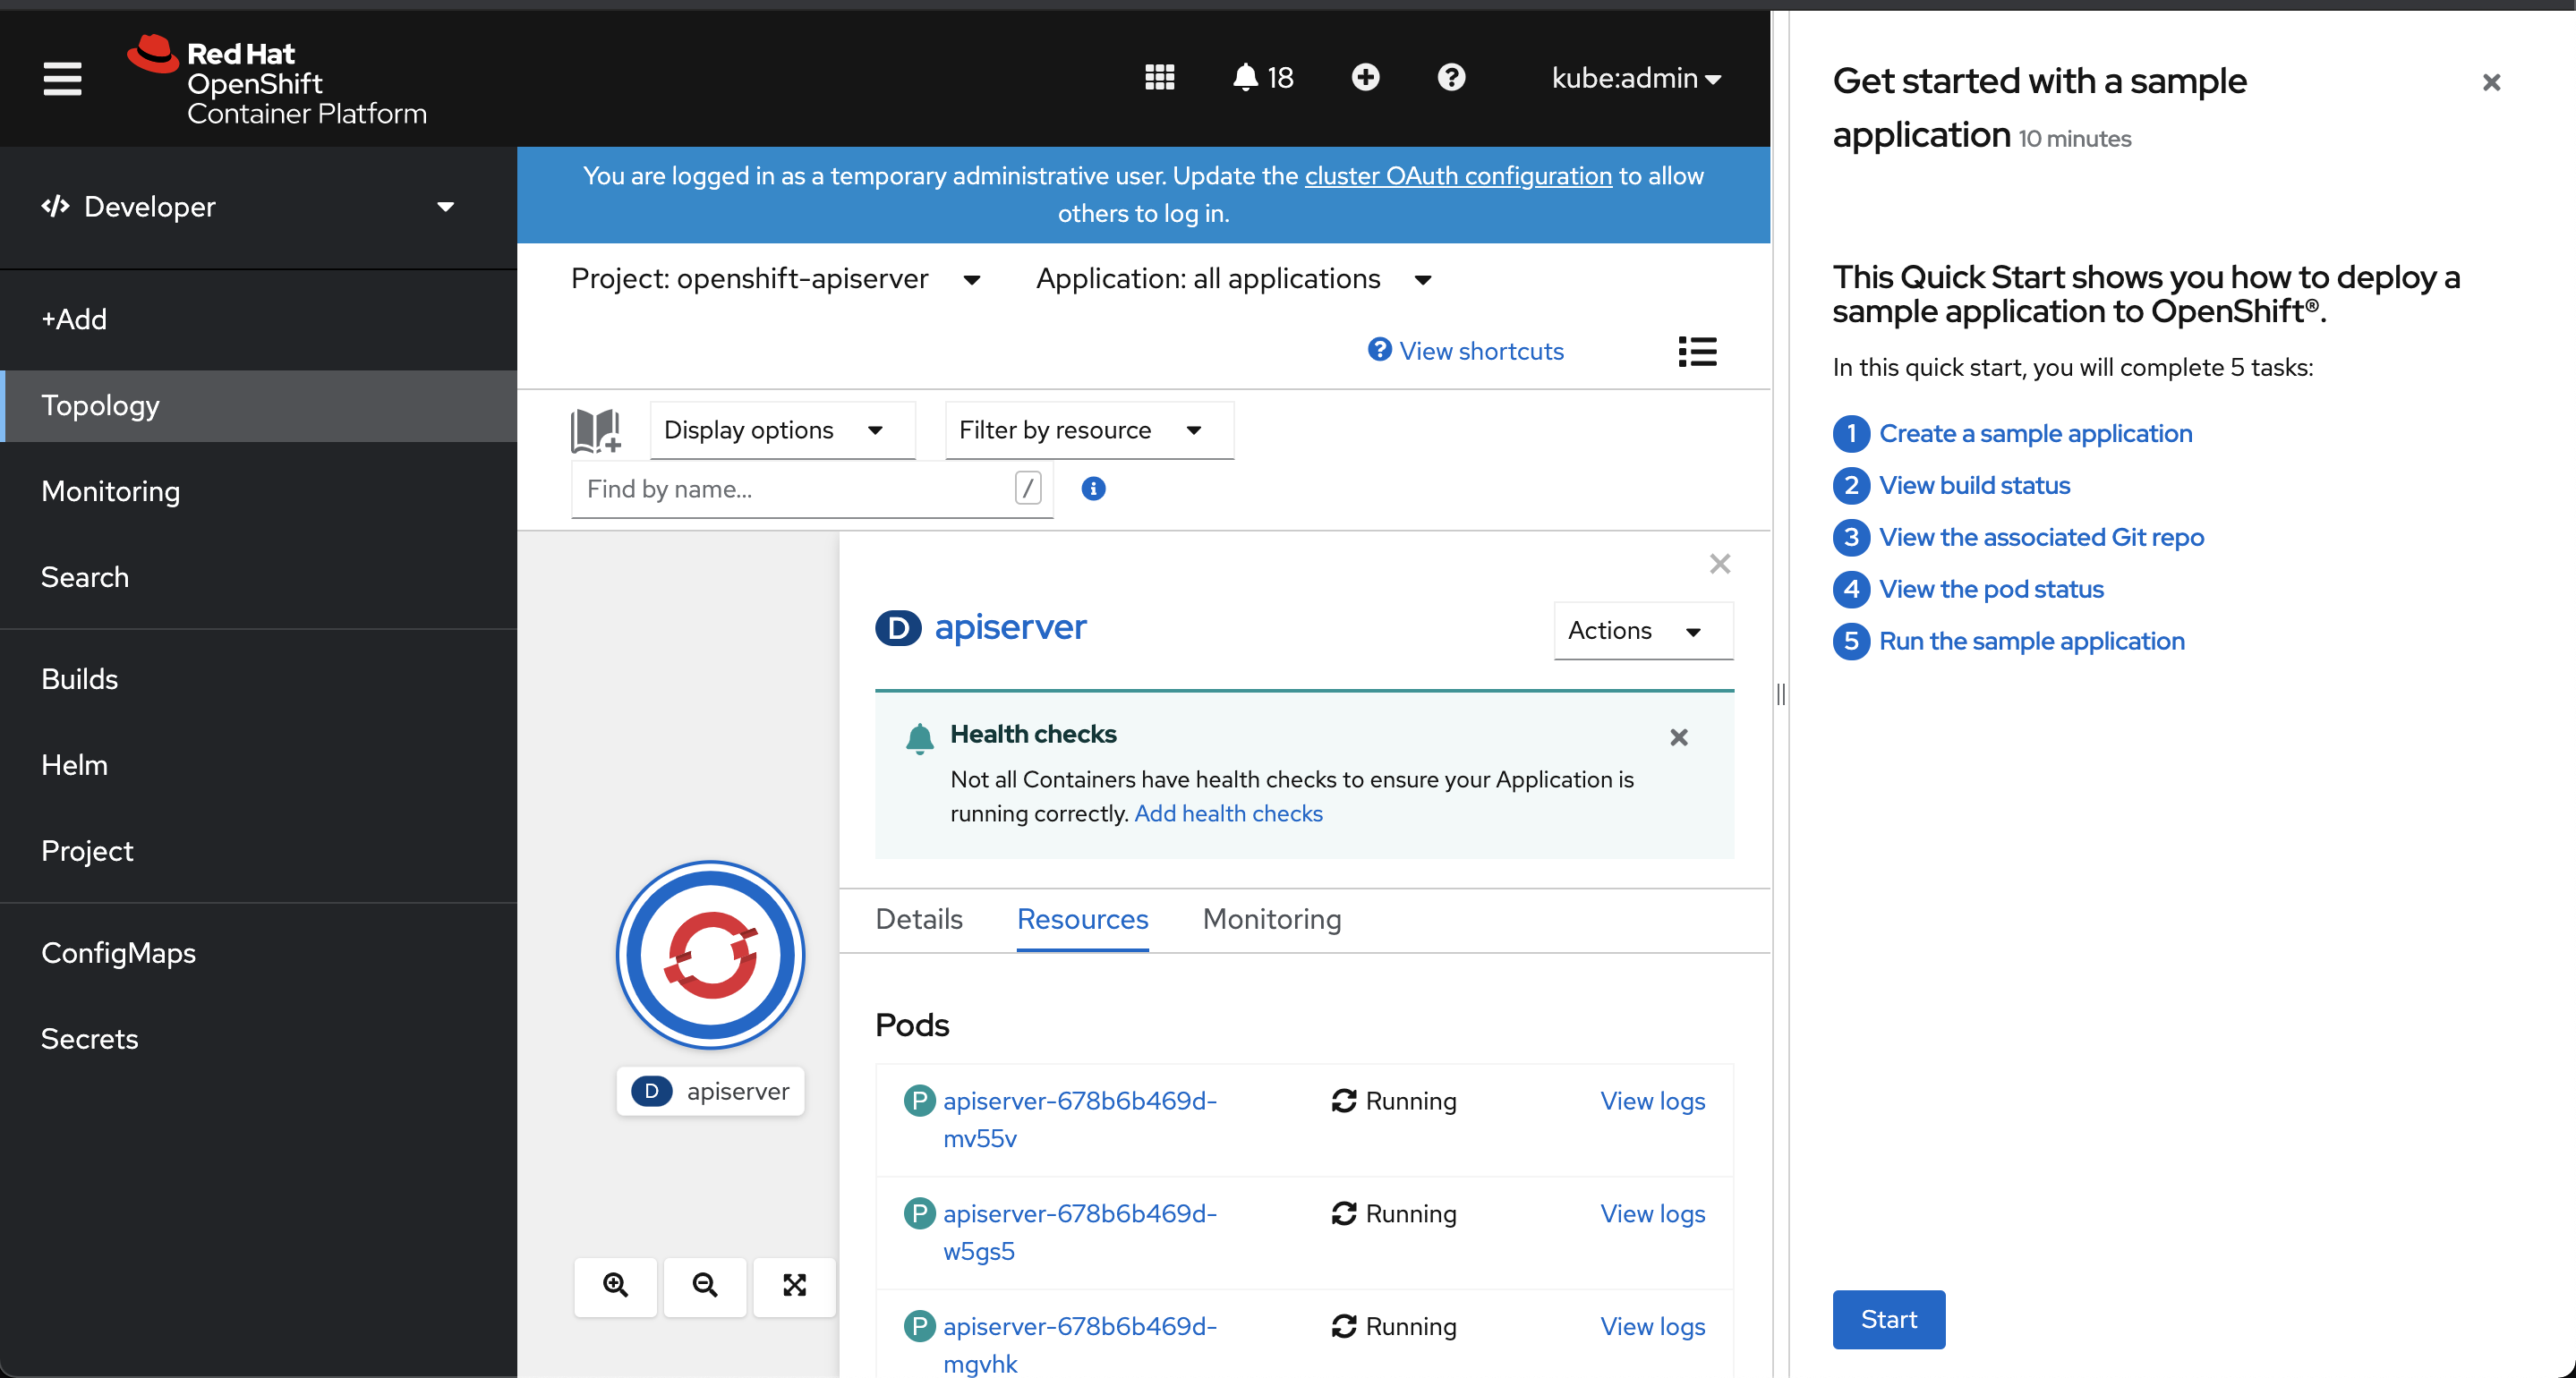 Red Hat
OpenShift
Container Platform
18
kube:admin
Developer
+Add
Topology
Monitoring
Search
Builds
Helm
Project
ConfigMaps
Secrets
You are logged in as a temporary administrative user. Update the cluster OAuth configuration to allow
others to log in.
Project: openshift-apiserver
Application: all applications
View shortcuts
Display options
Filter by resource
Find by name...
/
D apiserver
D apiserver
Actions
Health checks
Not all Containers have health checks to ensure your Application is
running correctly. Add health checks
Details
Resources
Monitoring
Pods
P apiserver-678b6b469d-
mv55v
Running
View logs
P apiserver-678b6b469d-
w5gs5
Running
View logs
P apiserver-678b6b469d-
mgvhk
Running
View logs
Get started with a sample
application 10 minutes
This Quick Start shows you how to deploy a
sample application to OpenShift®.
In this quick start, you will complete 5 tasks:
1 Create a sample application
2 View build status
3 View the associated Git repo
4 View the pod status
5 Run the sample application
Start